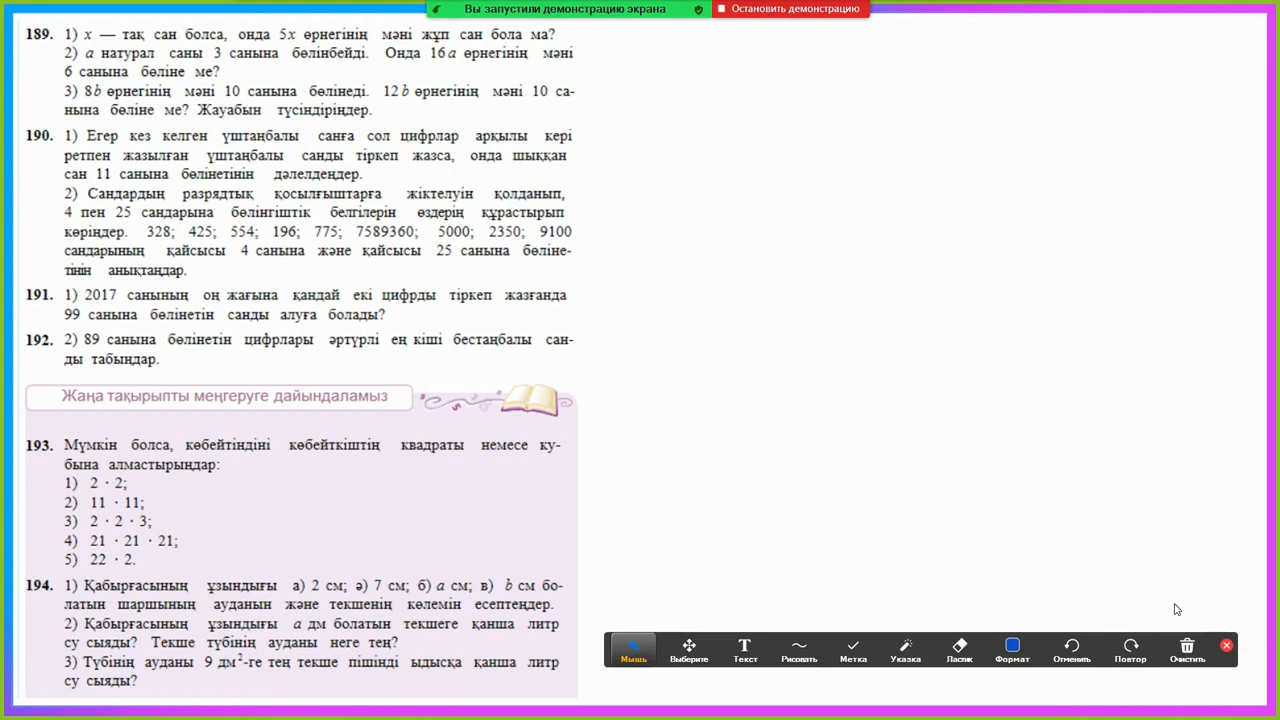 Вы запустили демонстрацию экрана
Остановить демонстрацию
189. 1) x — тақ сан болса, онда 5x өрнегінің мәні жұп сан бола ма?
2) a натурал саны 3 санына бөлінбейді. Онда 16a өрнегінің мәні
6 санына бөліне ме?
3) 8b өрнегінің мәні 10 санына бөлінеді. 12b өрнегінің мәні 10 са-
нына бөліне ме? Жауабын түсіндіріңдер.
190. 1) Егер кез келген үштаңбалы санға сол цифрлар арқылы кері
ретпен жазылған үштаңбалы санды тіркеп жазса, онда шыққан
сан 11 санына бөлінетінін дәлелдеңдер.
2) Сандардың разрядтық қосылғыштарға жіктелуін қолданып,
4 пен 25 сандарына бөлінгіштік белгілерін өздерің құрастырып
көріңдер. 328; 425; 554; 196; 775; 7589360; 5000; 2350; 9100
сандарының қайсысы 4 санына және қайсысы 25 санына бөліне-
тінін анықтаңдар.
191. 1) 2017 санының оң жағына қандай екі цифрды тіркеп жазғанда
99 санына бөлінетін санды алуға болады?
192. 2) 89 санына бөлінетін цифрлары әртүрлі ең кіші бестаңбалы сан-
ды табыңдар.
Жаңа тақырыпты меңгеруге дайындаламыз
193. Мүмкін болса, көбейтіндіні көбейткіштің квадраты немесе ку-
бына алмастырыңдар:
1) 2 · 2;
2) 11 · 11;
3) 2 · 2 · 3;
4) 21 · 21 · 21;
5) 22 · 2.
194. 1) Қабырғасының ұзындығы а) 2 см; ә) 7 см; б) a см; в) b см бо-
латын шаршының ауданын және текшенің көлемін есептеңдер.
2) Қабырғасының ұзындығы a дм болатын текшеге қанша литр
су сыяды? Текше түбінің ауданы неге тең?
3) Түбінің ауданы 9 дм²-ге тең текше пішінді ыдысқа қанша литр
су сыяды?
Мышь Выберите Текст Рисовать Метка Указка Ластик Формат Отменить Повтор Очистить